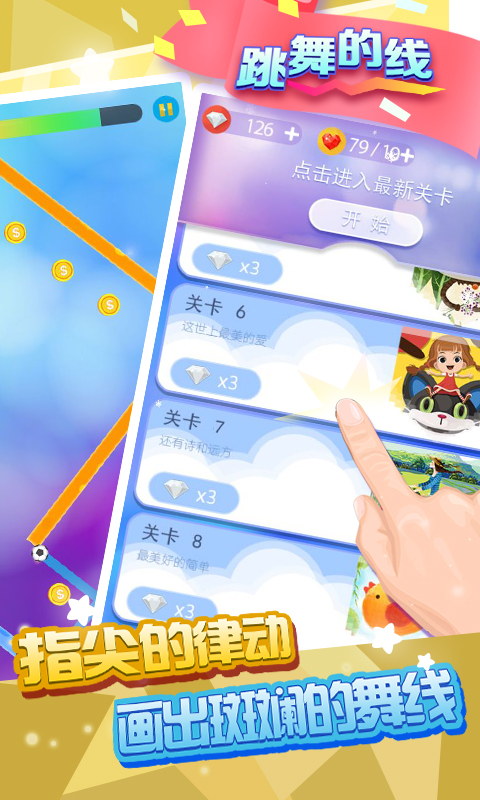 跳舞的线
126 +
79/10+
点击进入最新关卡
开始
x3
关卡 6
这世上最美的爱
x3
关卡 7
还有诗和远方
x3
关卡 8
最美好的简单
x3
指尖的律动
画出斑斓的舞线